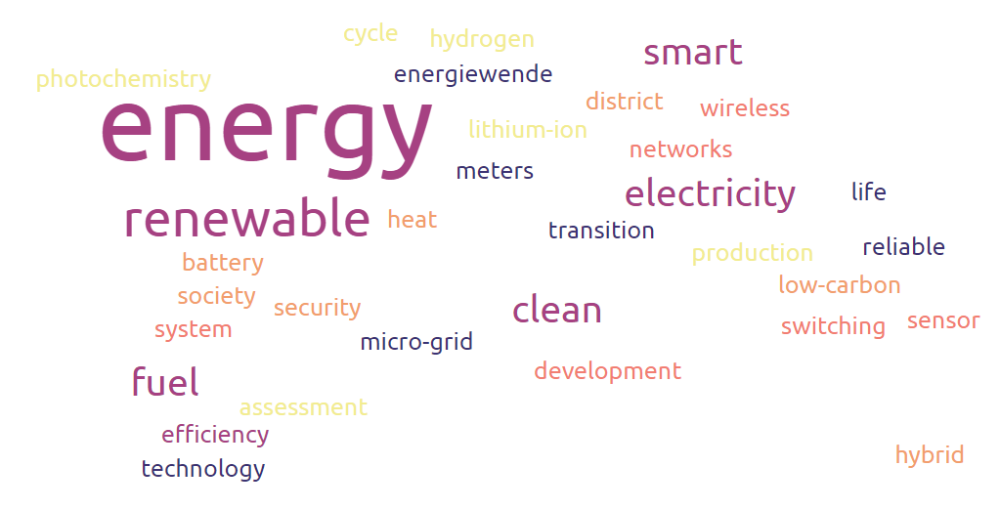 cycle
hydrogen
smart
photochemistry
energiewende
energy
district
wireless
lithium-ion
networks
meters
electricity
life
renewable
heat
transition
reliable
production
battery
low-carbon
society
security
clean
system
switching
sensor
micro-grid
development
fuel
assessment
efficiency
hybrid
technology